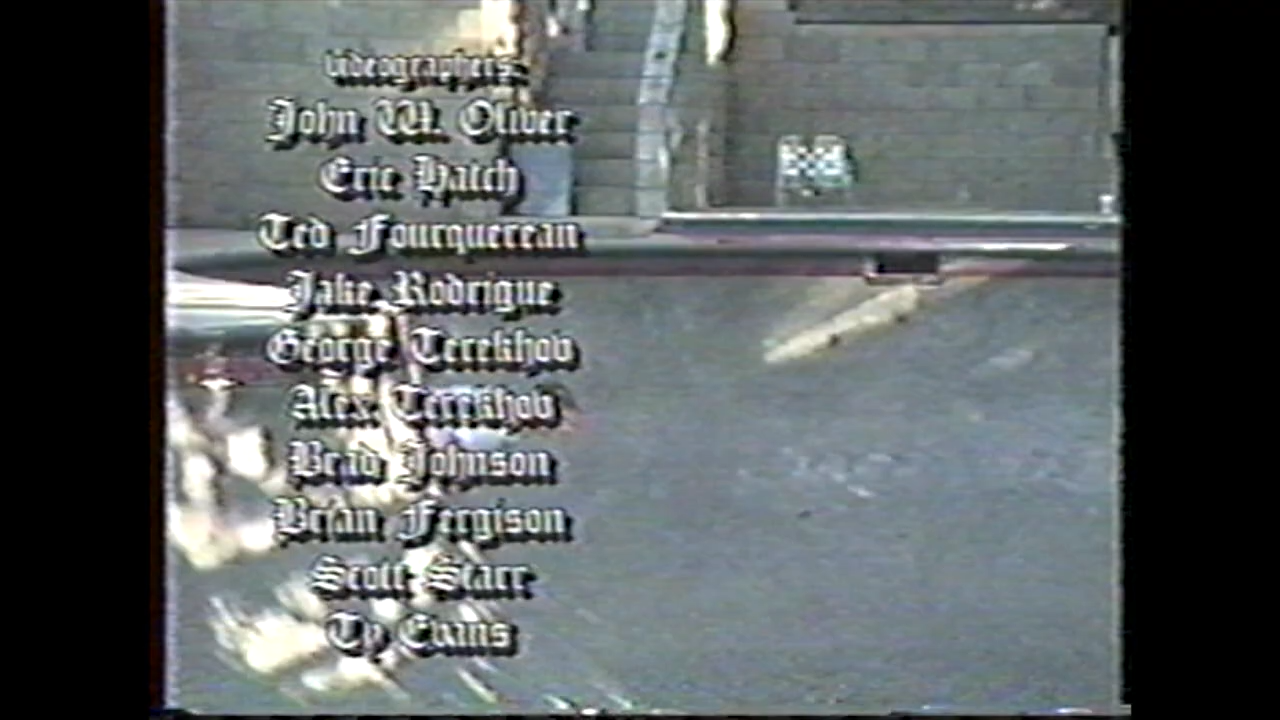 videographers:
John W. Oliver
Eric Hatch
Ted Fourquerean
Jake Rodrigue
George Terekhov
Alex Terekhov
Brad Johnson
Brian Fergison
Scott Starr
Ty Evans